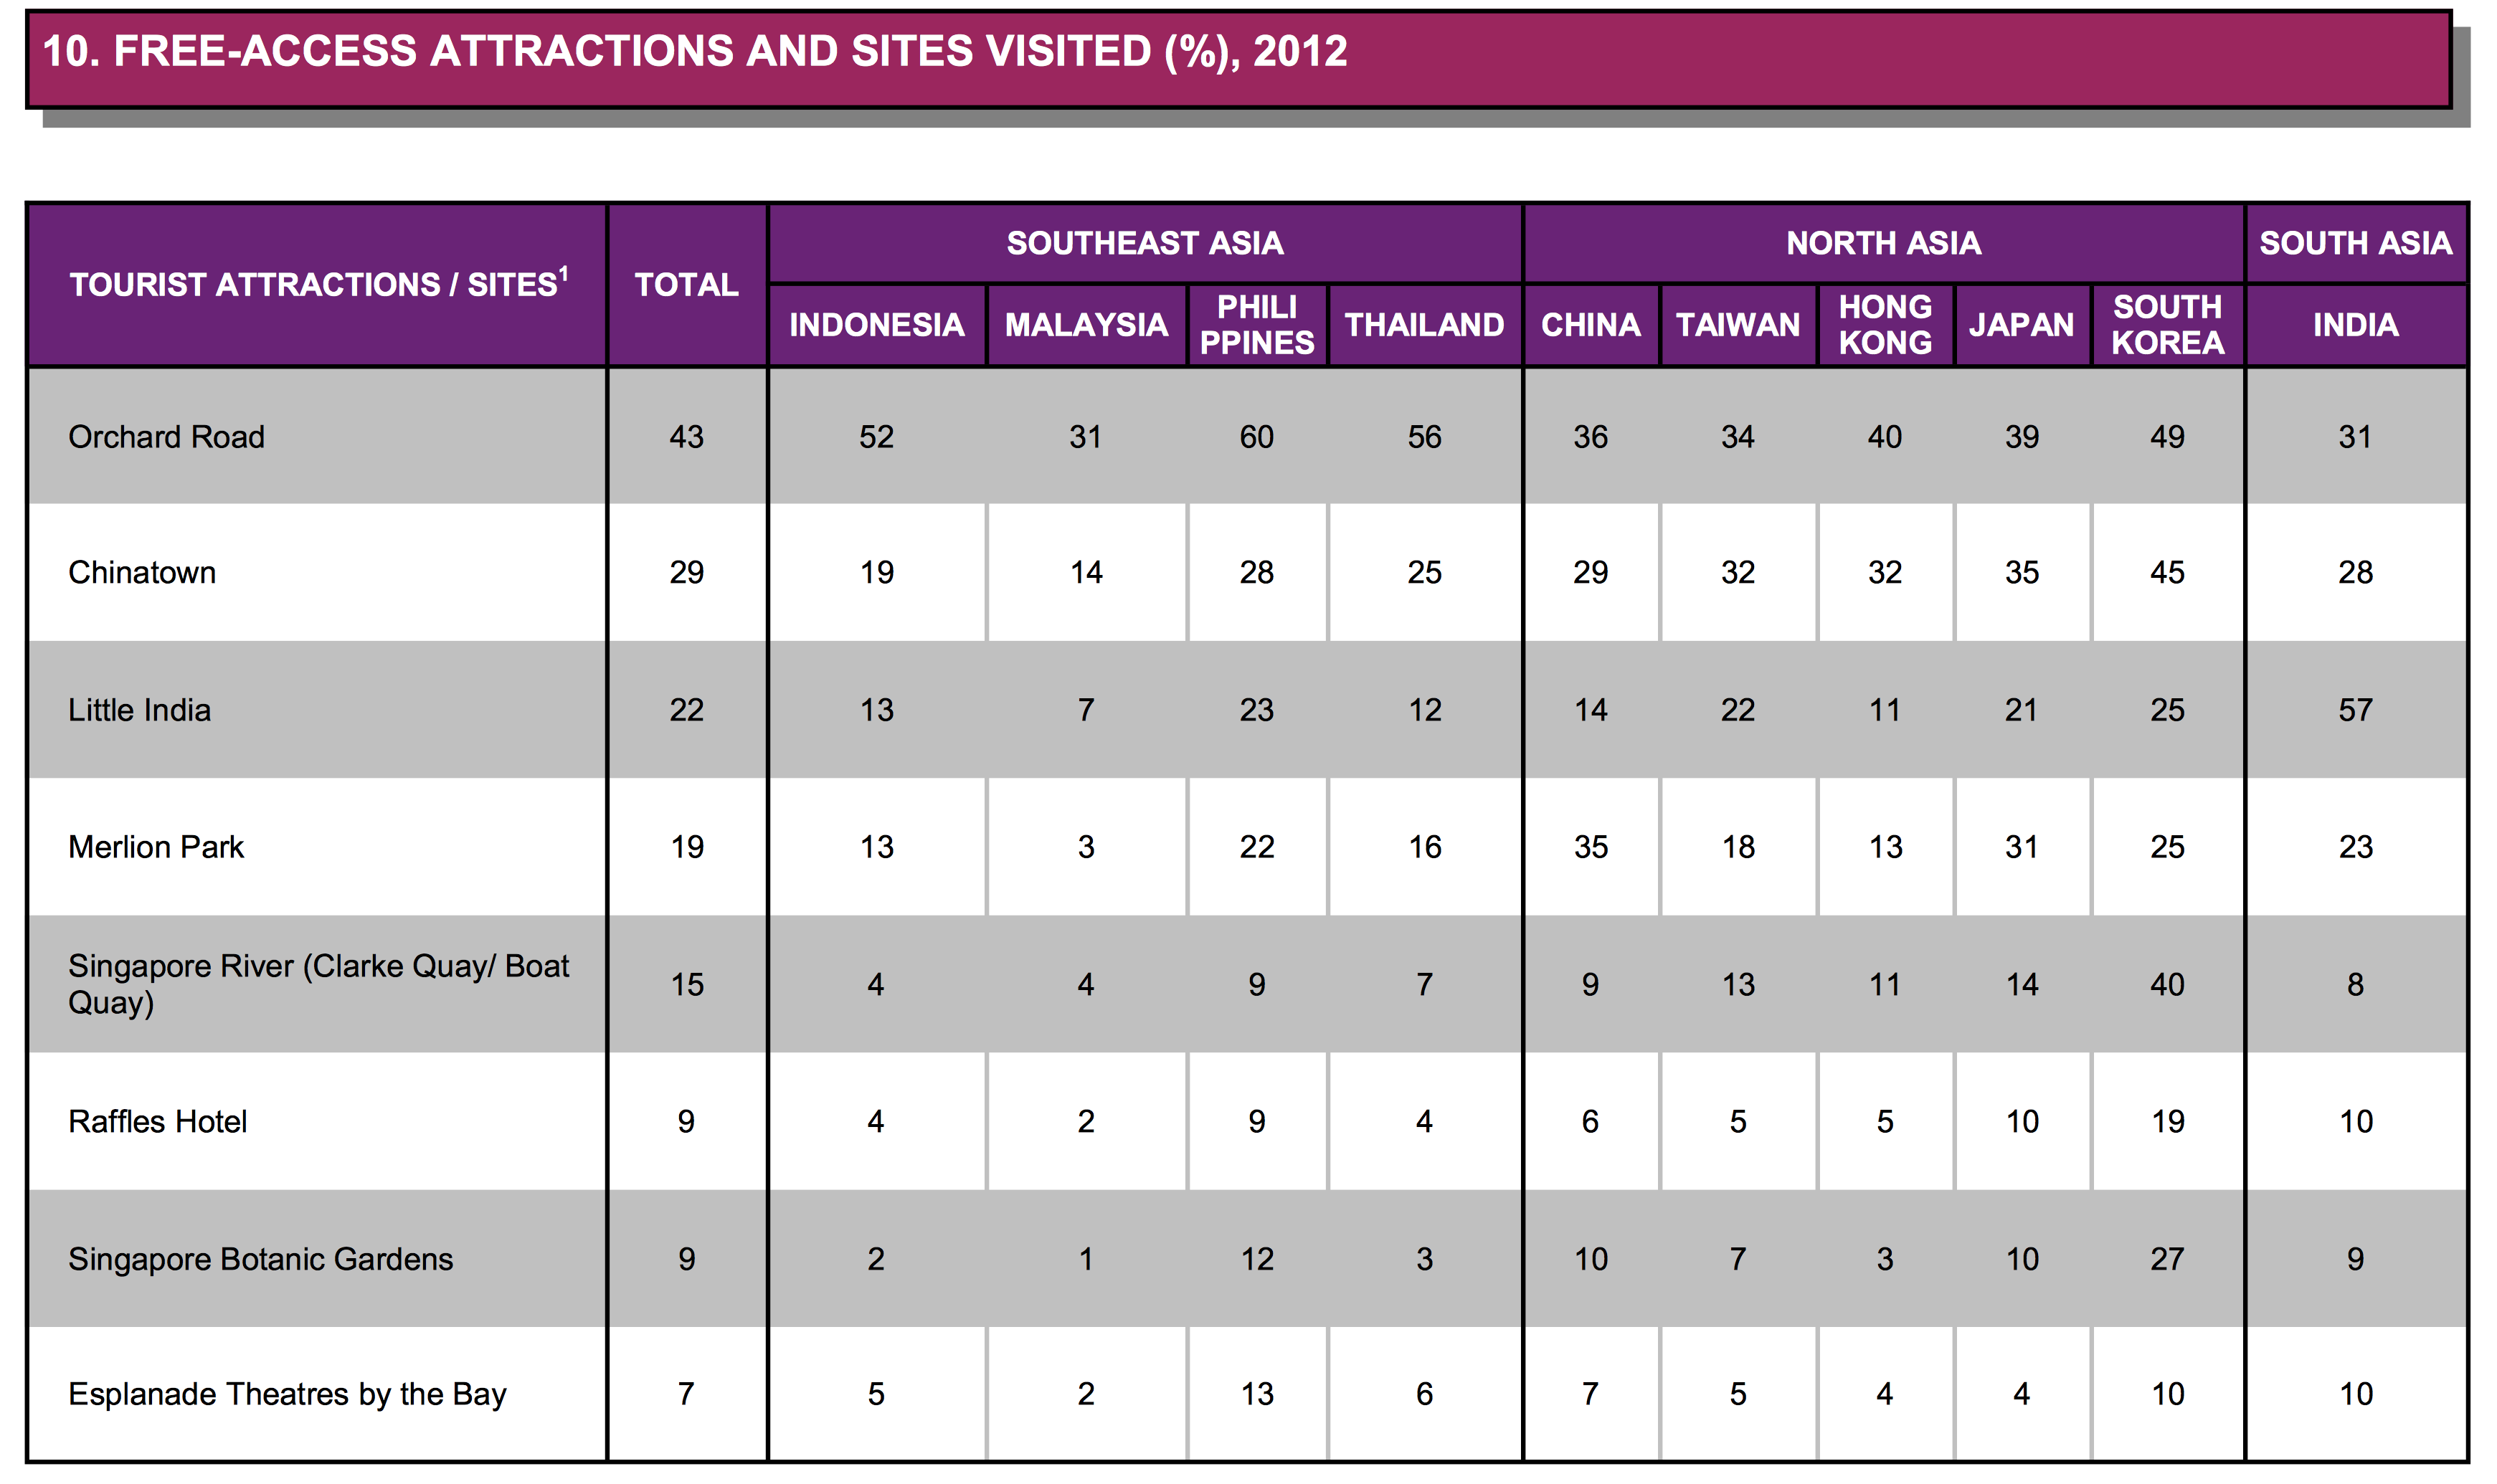 10. FREE-ACCESS ATTRACTIONS AND SITES VISITED (%), 2012
TOURIST ATTRACTIONS / SITES¹ TOTAL SOUTHEAST ASIA NORTH ASIA SOUTH ASIA
INDONESIA MALAYSIA PHILI PPINES THAILAND CHINA TAIWAN HONG KONG JAPAN SOUTH KOREA INDIA
Orchard Road 43 52 31 60 56 36 34 40 39 49 31
Chinatown 29 19 14 28 25 29 32 32 35 45 28
Little India 22 13 7 23 12 14 22 11 21 25 57
Merlion Park 19 13 3 22 16 35 18 13 31 25 23
Singapore River (Clarke Quay/ Boat
Quay) 15 4 4 9 7 9 13 11 14 40 8
Raffles Hotel 9 4 2 9 4 6 5 5 10 19 10
Singapore Botanic Gardens 9 2 1 12 3 10 7 3 10 27 9
Esplanade Theatres by the Bay 7 5 2 13 6 7 5 4 4 10 10